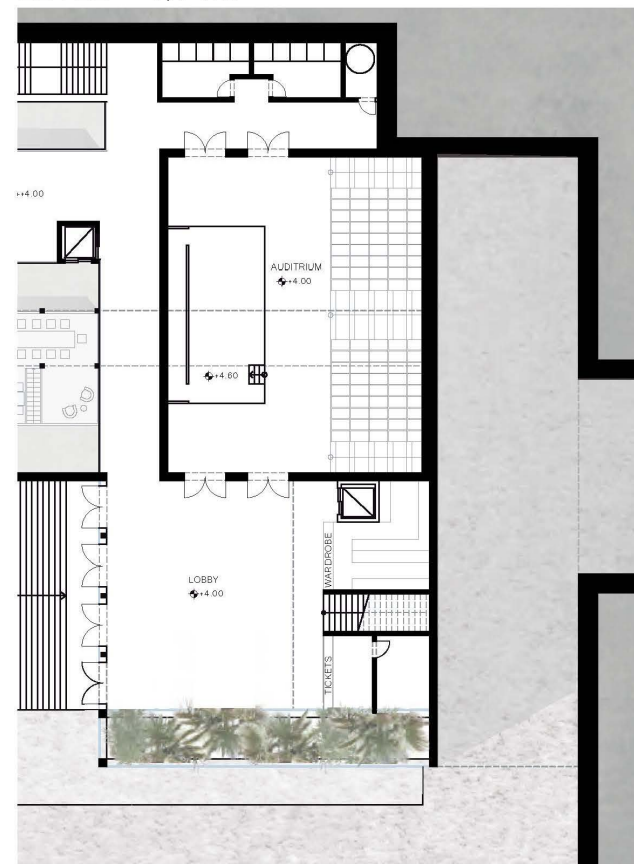 ++4.00
AUDITRIUM
+4.00
+4.60
WARDROBE
LOBBY
+4.00
TICKETS